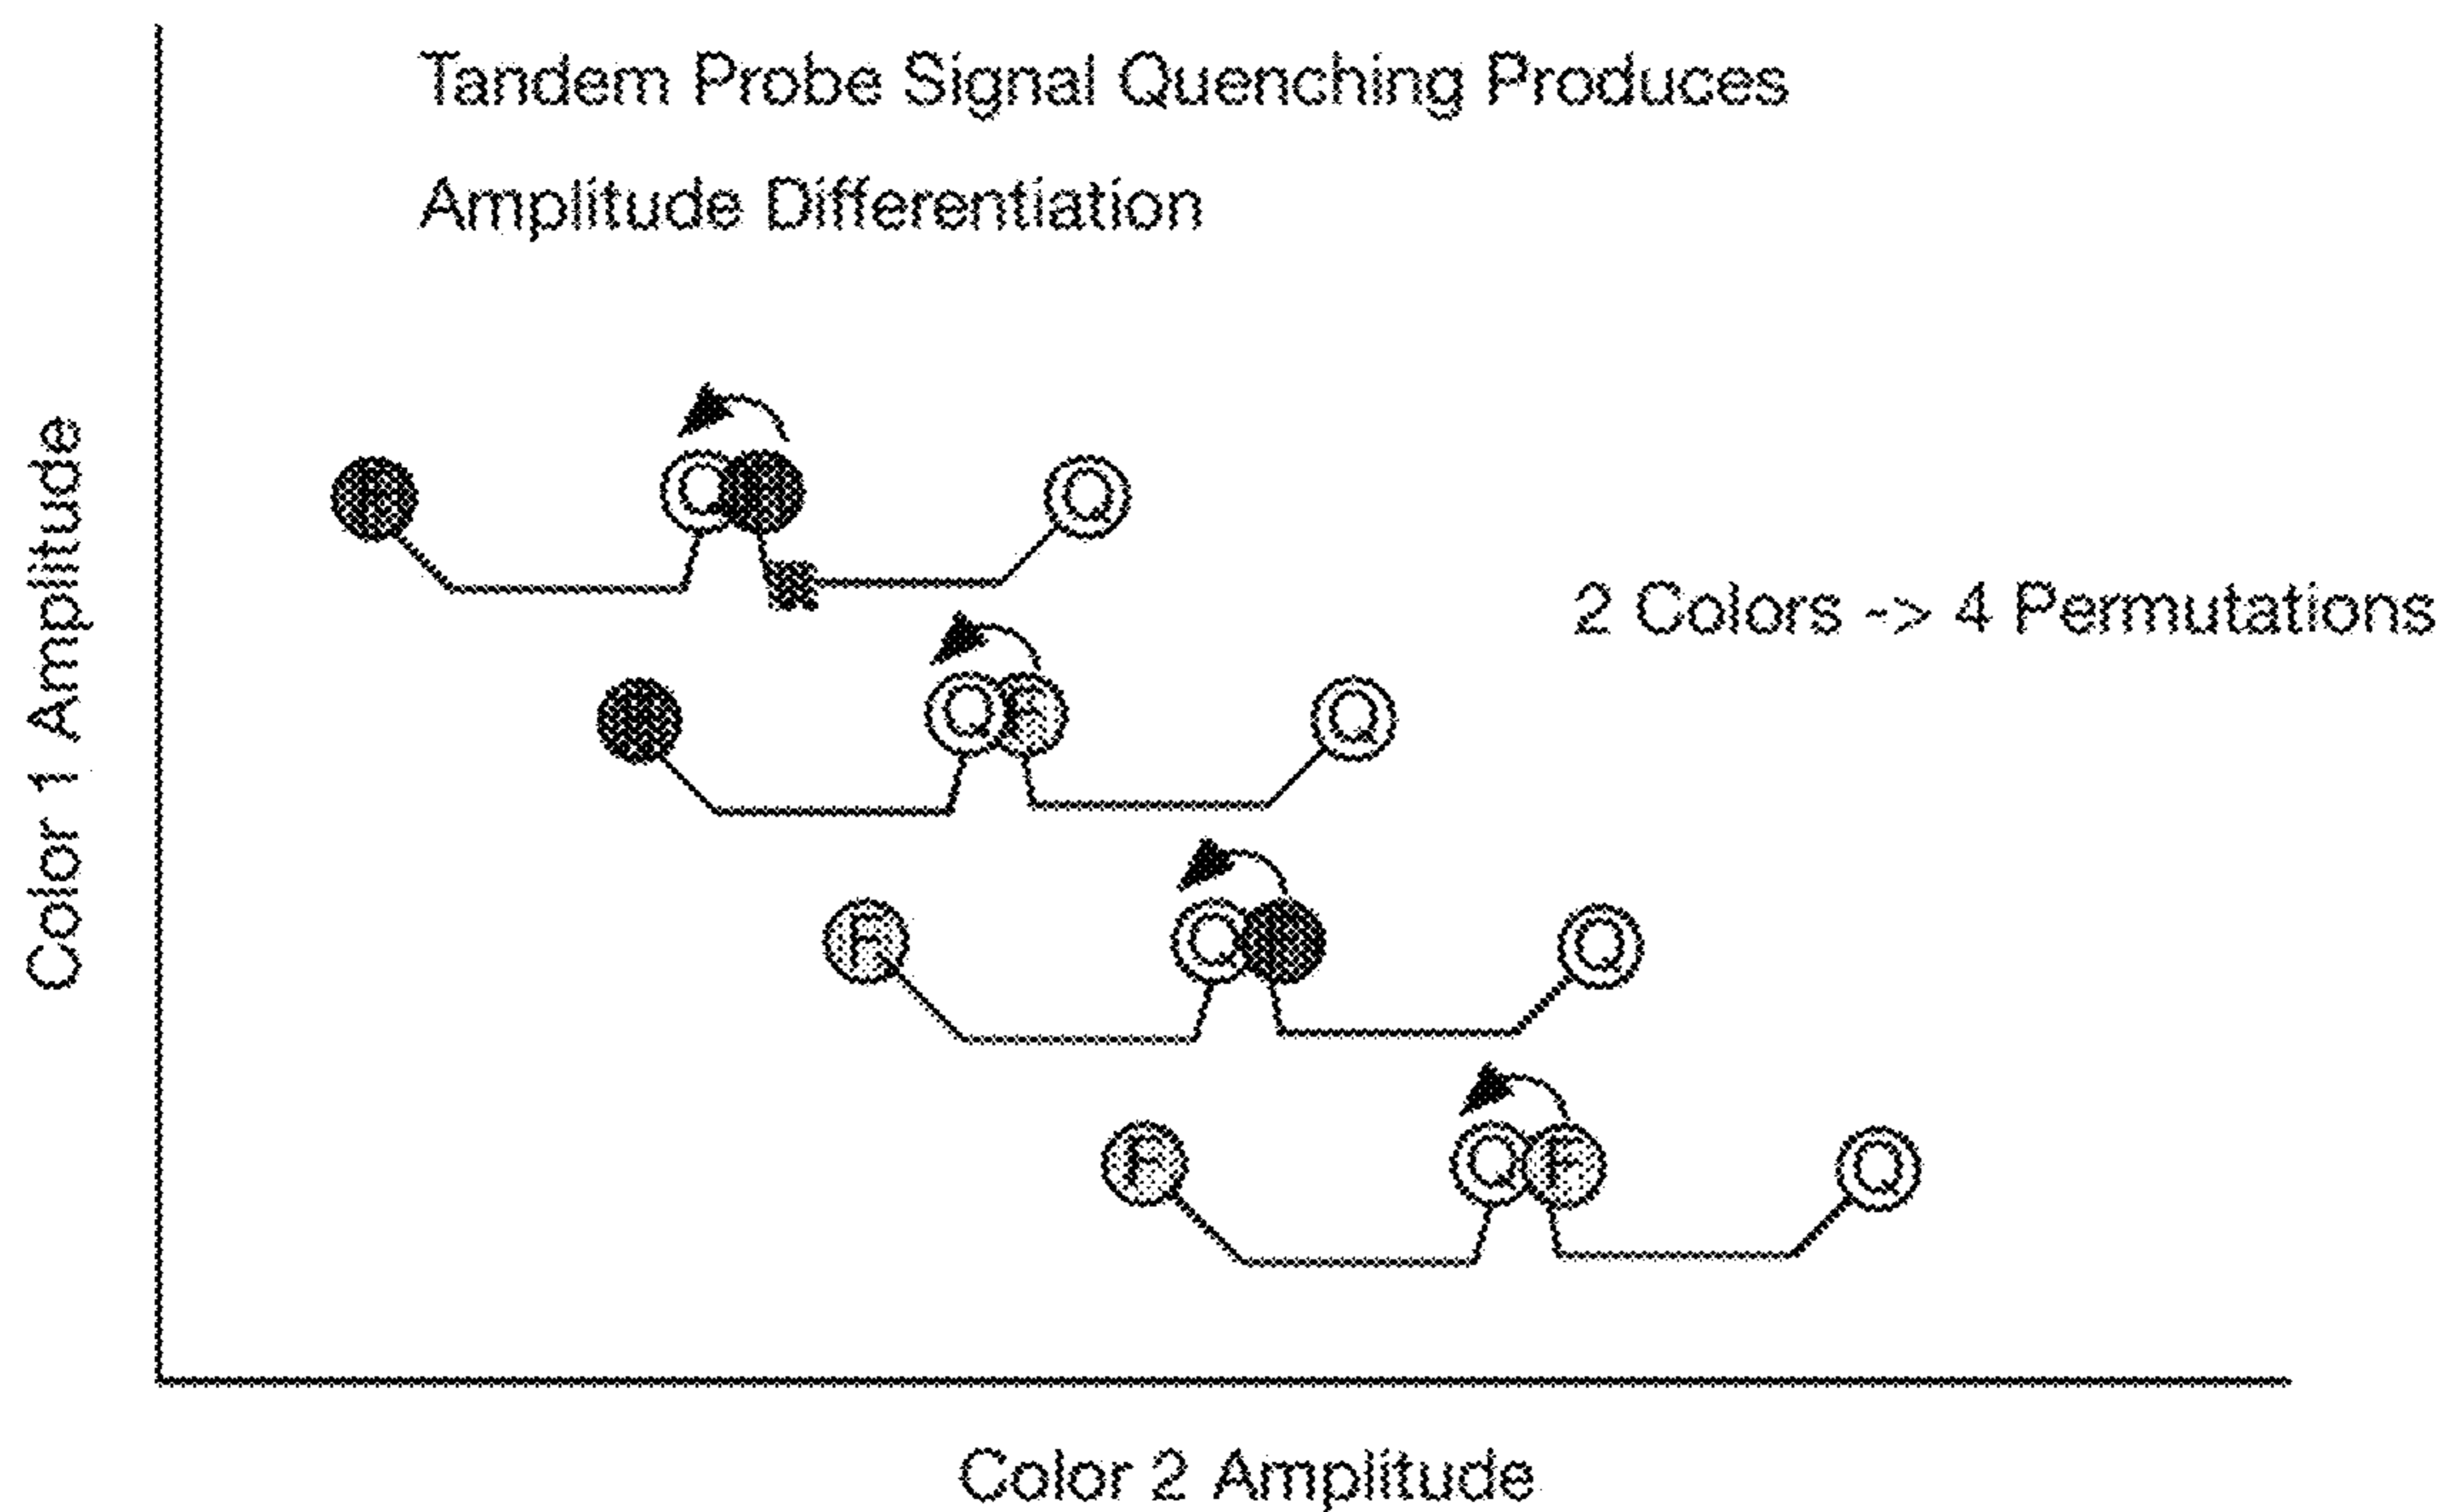 Tandem Probe Signal Quenching Produces
Amplitude Differentiation
Color 1 Amplitude
Q Q
2 Colors -> 4 Permutations
Q F Q
F Q Q
F Q F Q
Color 2 Amplitude